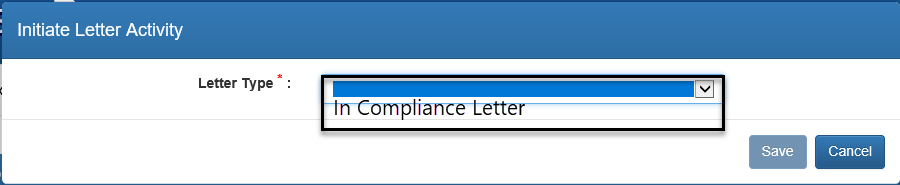 Initiate Letter Activity
Letter Type * :
In Compliance Letter
Save Cancel